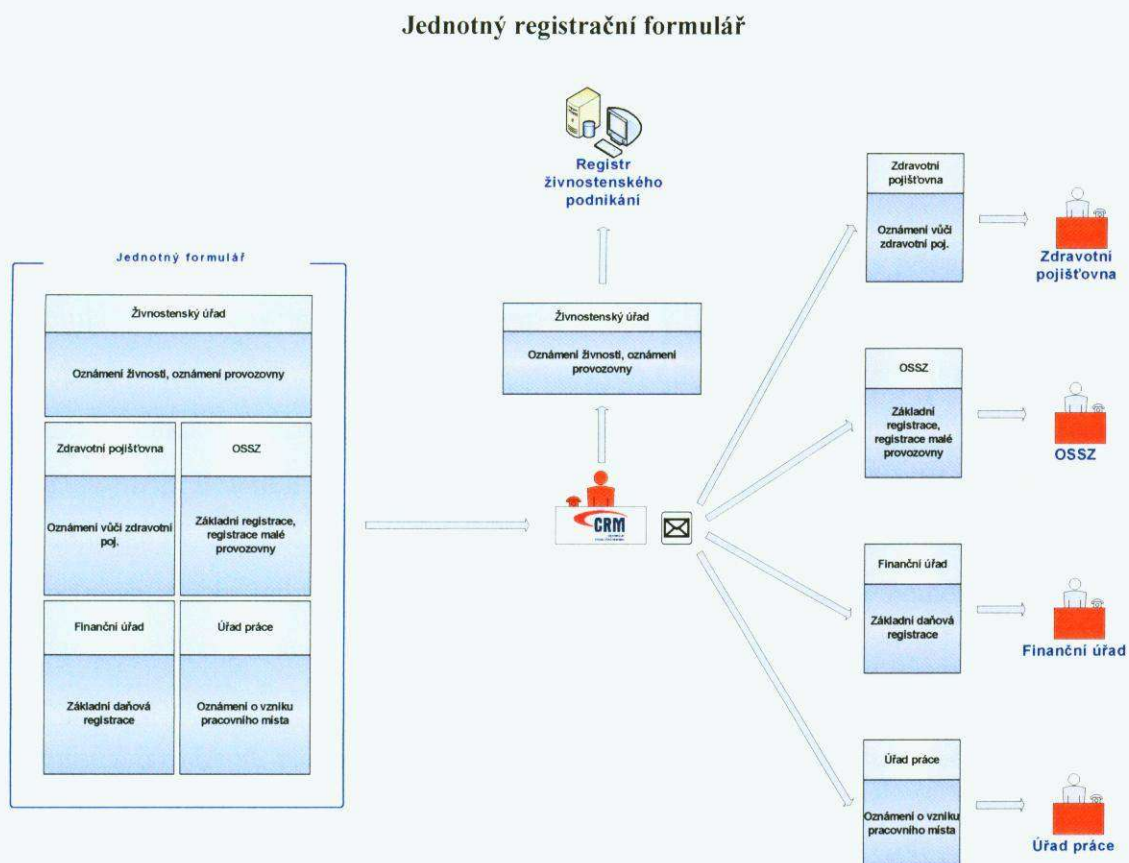 Jednotný registrační formulář
Registr
živnostenského
podnikání
Jednotný formulář
Živnostenský úřad
Oznámení živnosti, oznámení provozovny
Zdravotní pojišťovna
Oznámení vůči zdravotní
poj.
OSSZ
Základní registrace,
registrace malé
provozovny
Finanční úřad
Základní daňová
registrace
Úřad práce
Oznámení o vzniku
pracovního místa
Živnostenský úřad
Oznámení živnosti, oznámení
provozovny
CRM
Zdravotní
pojišťovna
Oznámení vůči
zdravotní poj.
Zdravotní
pojišťovna
OSSZ
Základní
registrace,
registrace malé
provozovny
OSSZ
Finanční úřad
Základní daňová
registrace
Finanční úřad
Úřad práce
Oznámení o vzniku
pracovního místa
Úřad práce